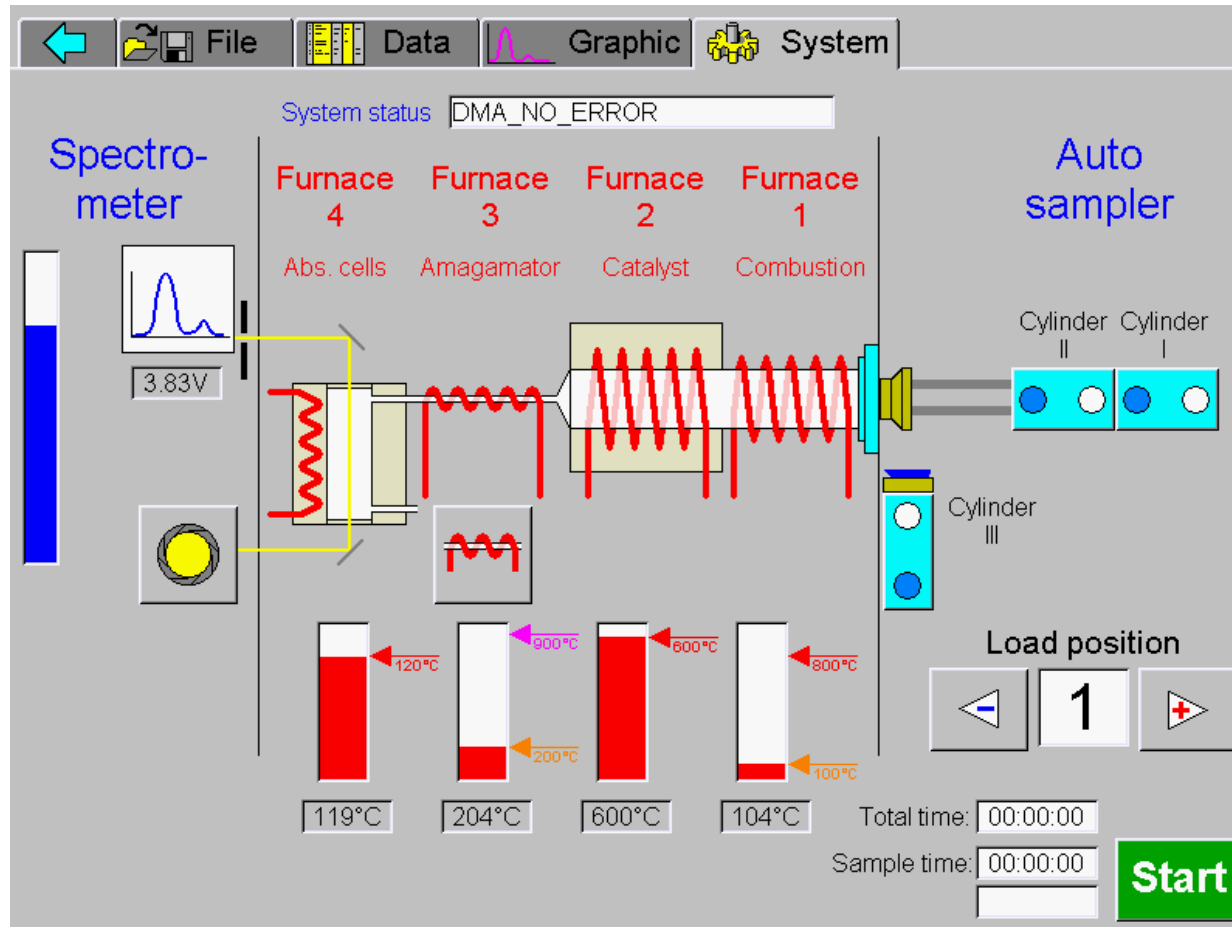 File Data Graphic System
System status DMA_NO_ERROR
Spectro-
meter
Furnace
4
Abs. cells
Furnace
3
Amagamator
Furnace
2
Catalyst
Furnace
1
Combustion
Auto
sampler
3.83V
Cylinder
II
Cylinder
I
Cylinder
III
120°C
900°C
200°C
600°C
800°C
100°C
119°C 204°C 600°C 104°C
Load position
- 1 +
Total time: 00:00:00
Sample time: 00:00:00
Start